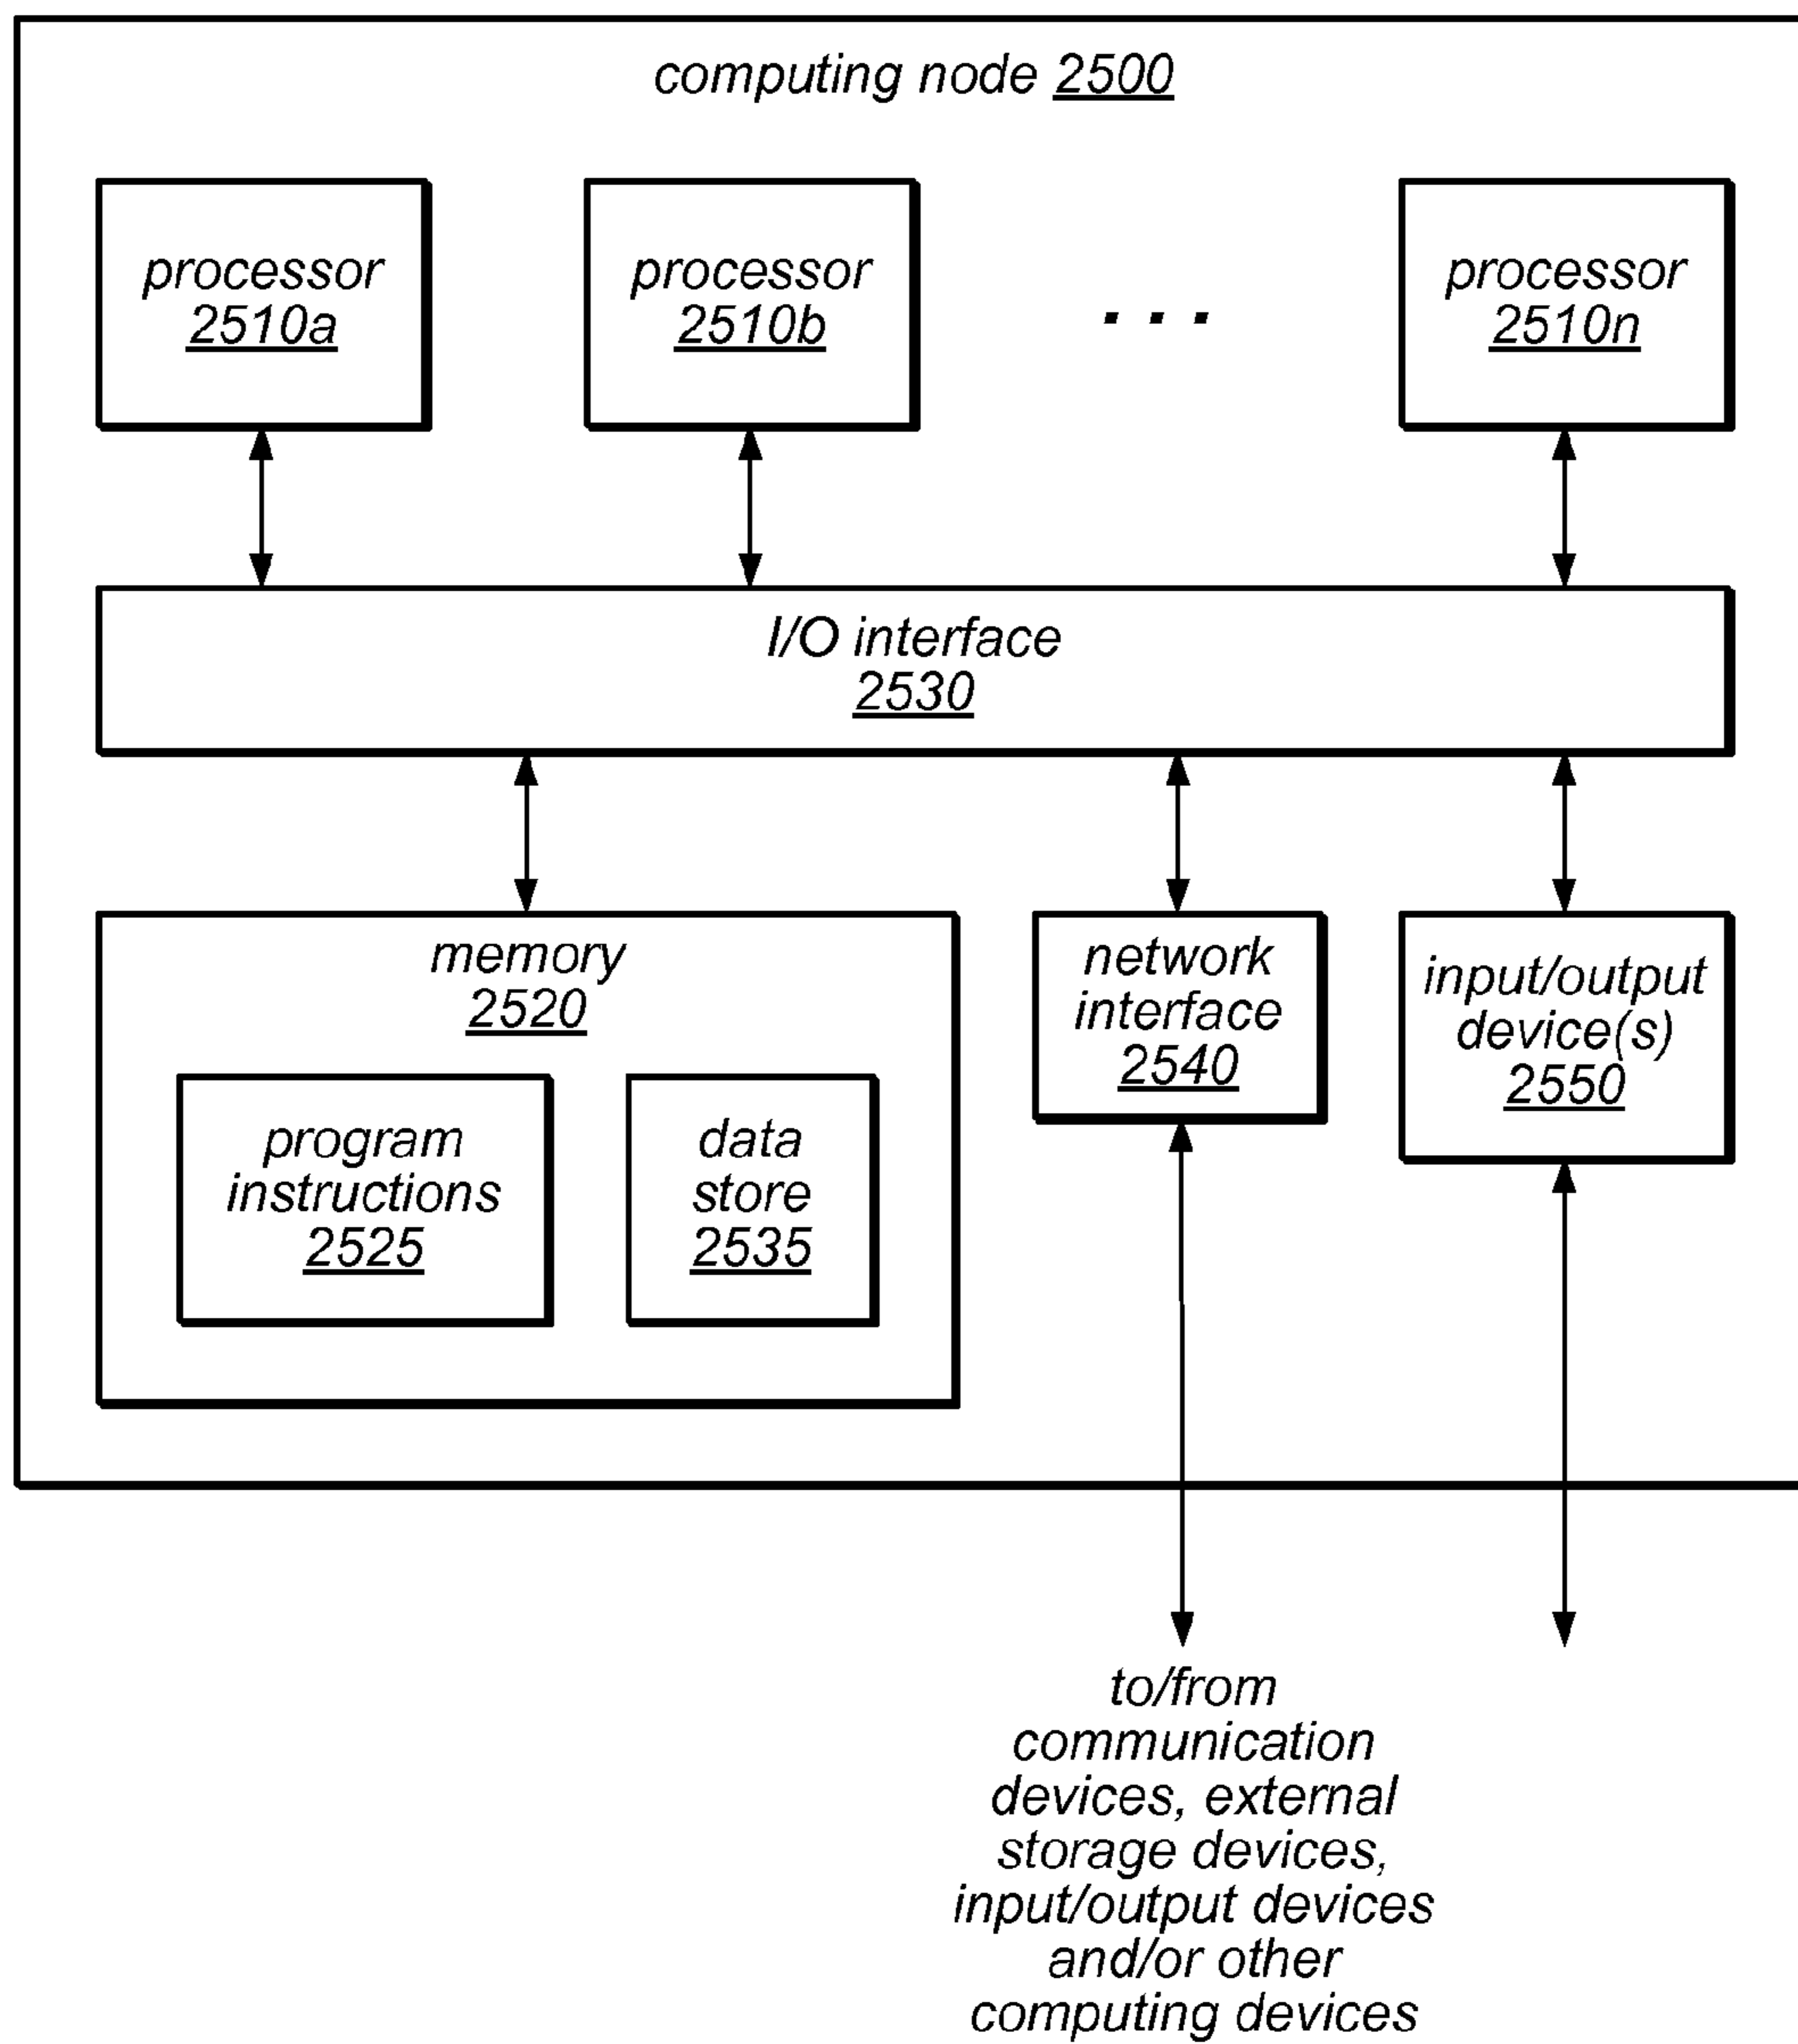 computing node 2500
processor
2510a
processor
2510b
. . .
processor
2510n
I/O interface
2530
memory
2520
program
instructions
2525
data
store
2535
network
interface
2540
input/output
device(s)
2550
to/from
communication
devices, external
storage devices,
input/output devices
and/or other
computing devices